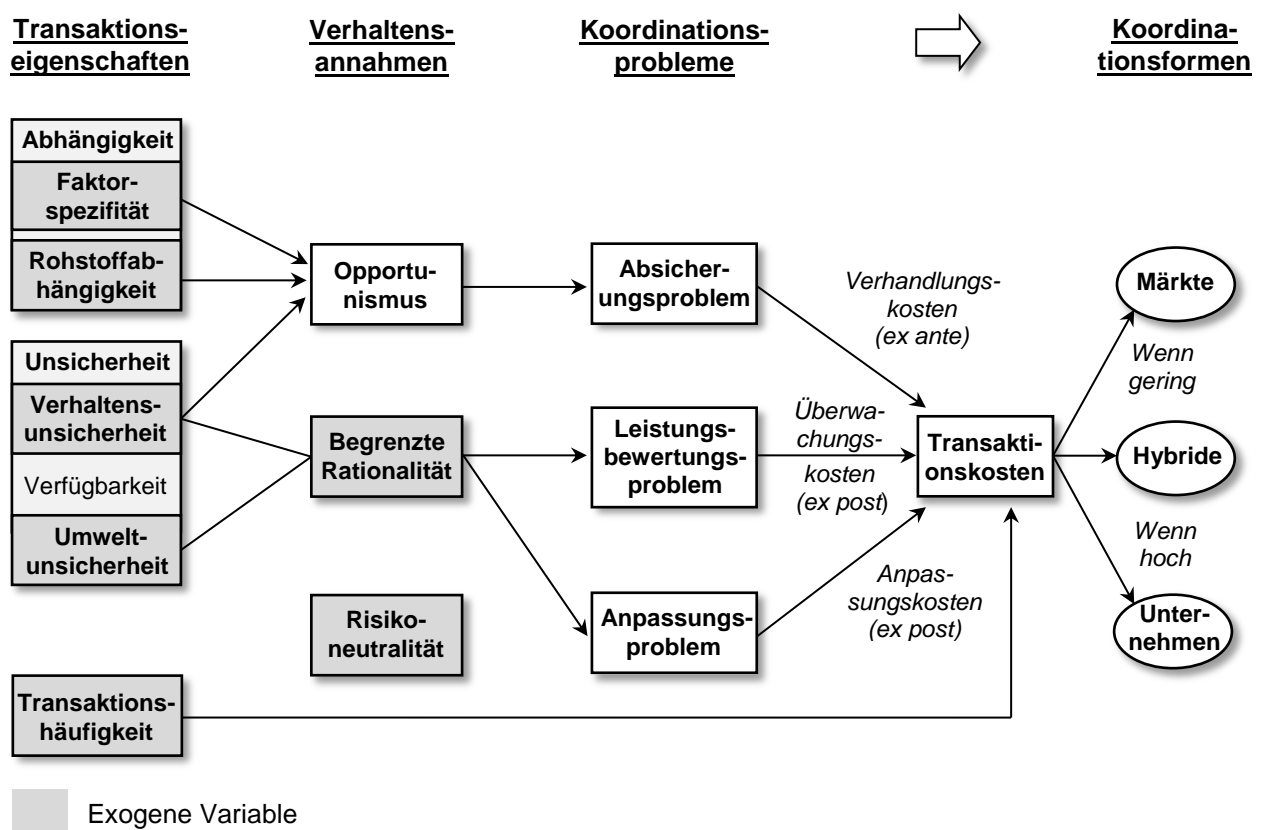 Transaktions-
eigenschaften
Verhaltens-
annahmen
Koordinations-
probleme
Koordina-
tionsformen
Abhängigkeit
Faktor-
spezifität
Rohstoffab-
hängigkeit
Unsicherheit
Verhaltens-
unsicherheit
Verfügbarkeit
Umwelt-
unsicherheit
Transaktions-
häufigkeit
Opportu-
nismus
Begrenzte
Rationalität
Risiko-
neutralität
Absicher-
ungsproblem
Leistungs-
bewertungs-
problem
Anpassungs-
problem
Verhandlungs-
kosten
(ex ante)
Überwa-
chungs-
kosten
(ex post)
Anpas-
sungskosten
(ex post)
Transakti-
onskosten
Wenn
gering
Wenn
hoch
Märkte
Hybride
Unter-
nehmen
Exogene Variable